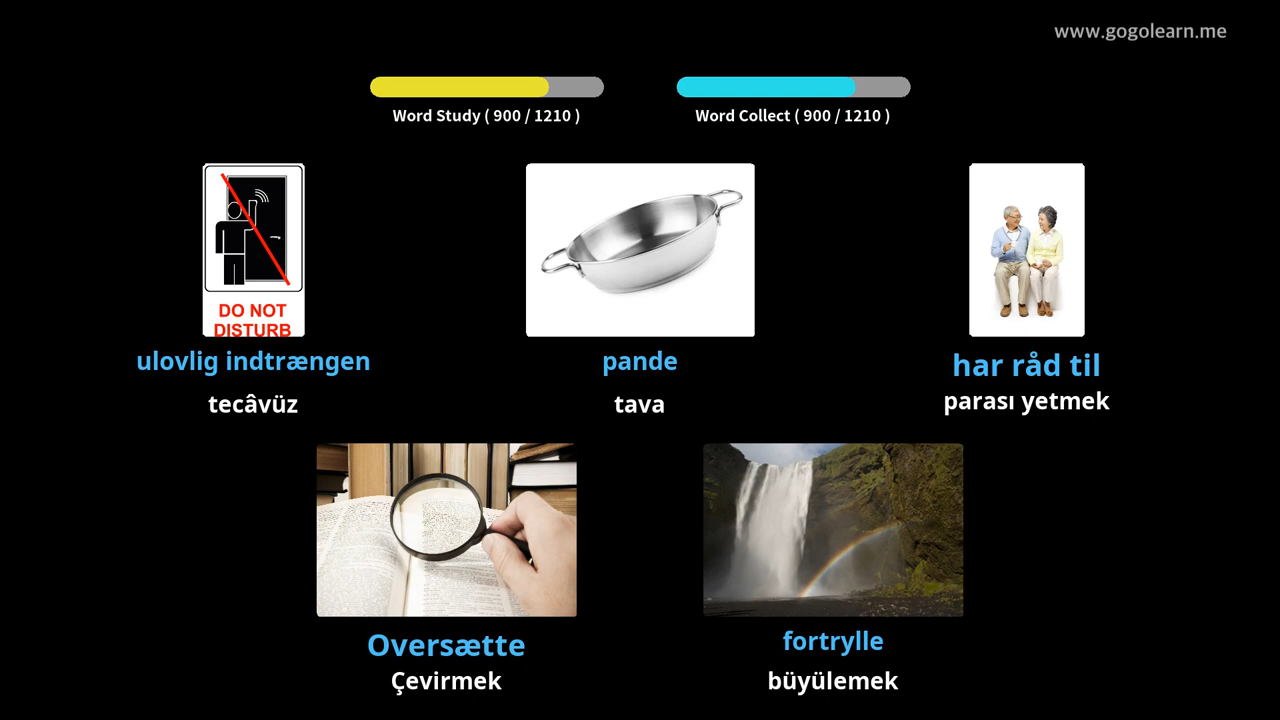 www.gogolearn.me
Word Study ( 900 / 1210 )
Word Collect ( 900 / 1210 )
DO NOT
DISTURB
ulovlig indtrængen
tecâvüz
pande
tava
har råd til
parası yetmek
Oversætte
Çevirmek
fortrylle
büyülemek